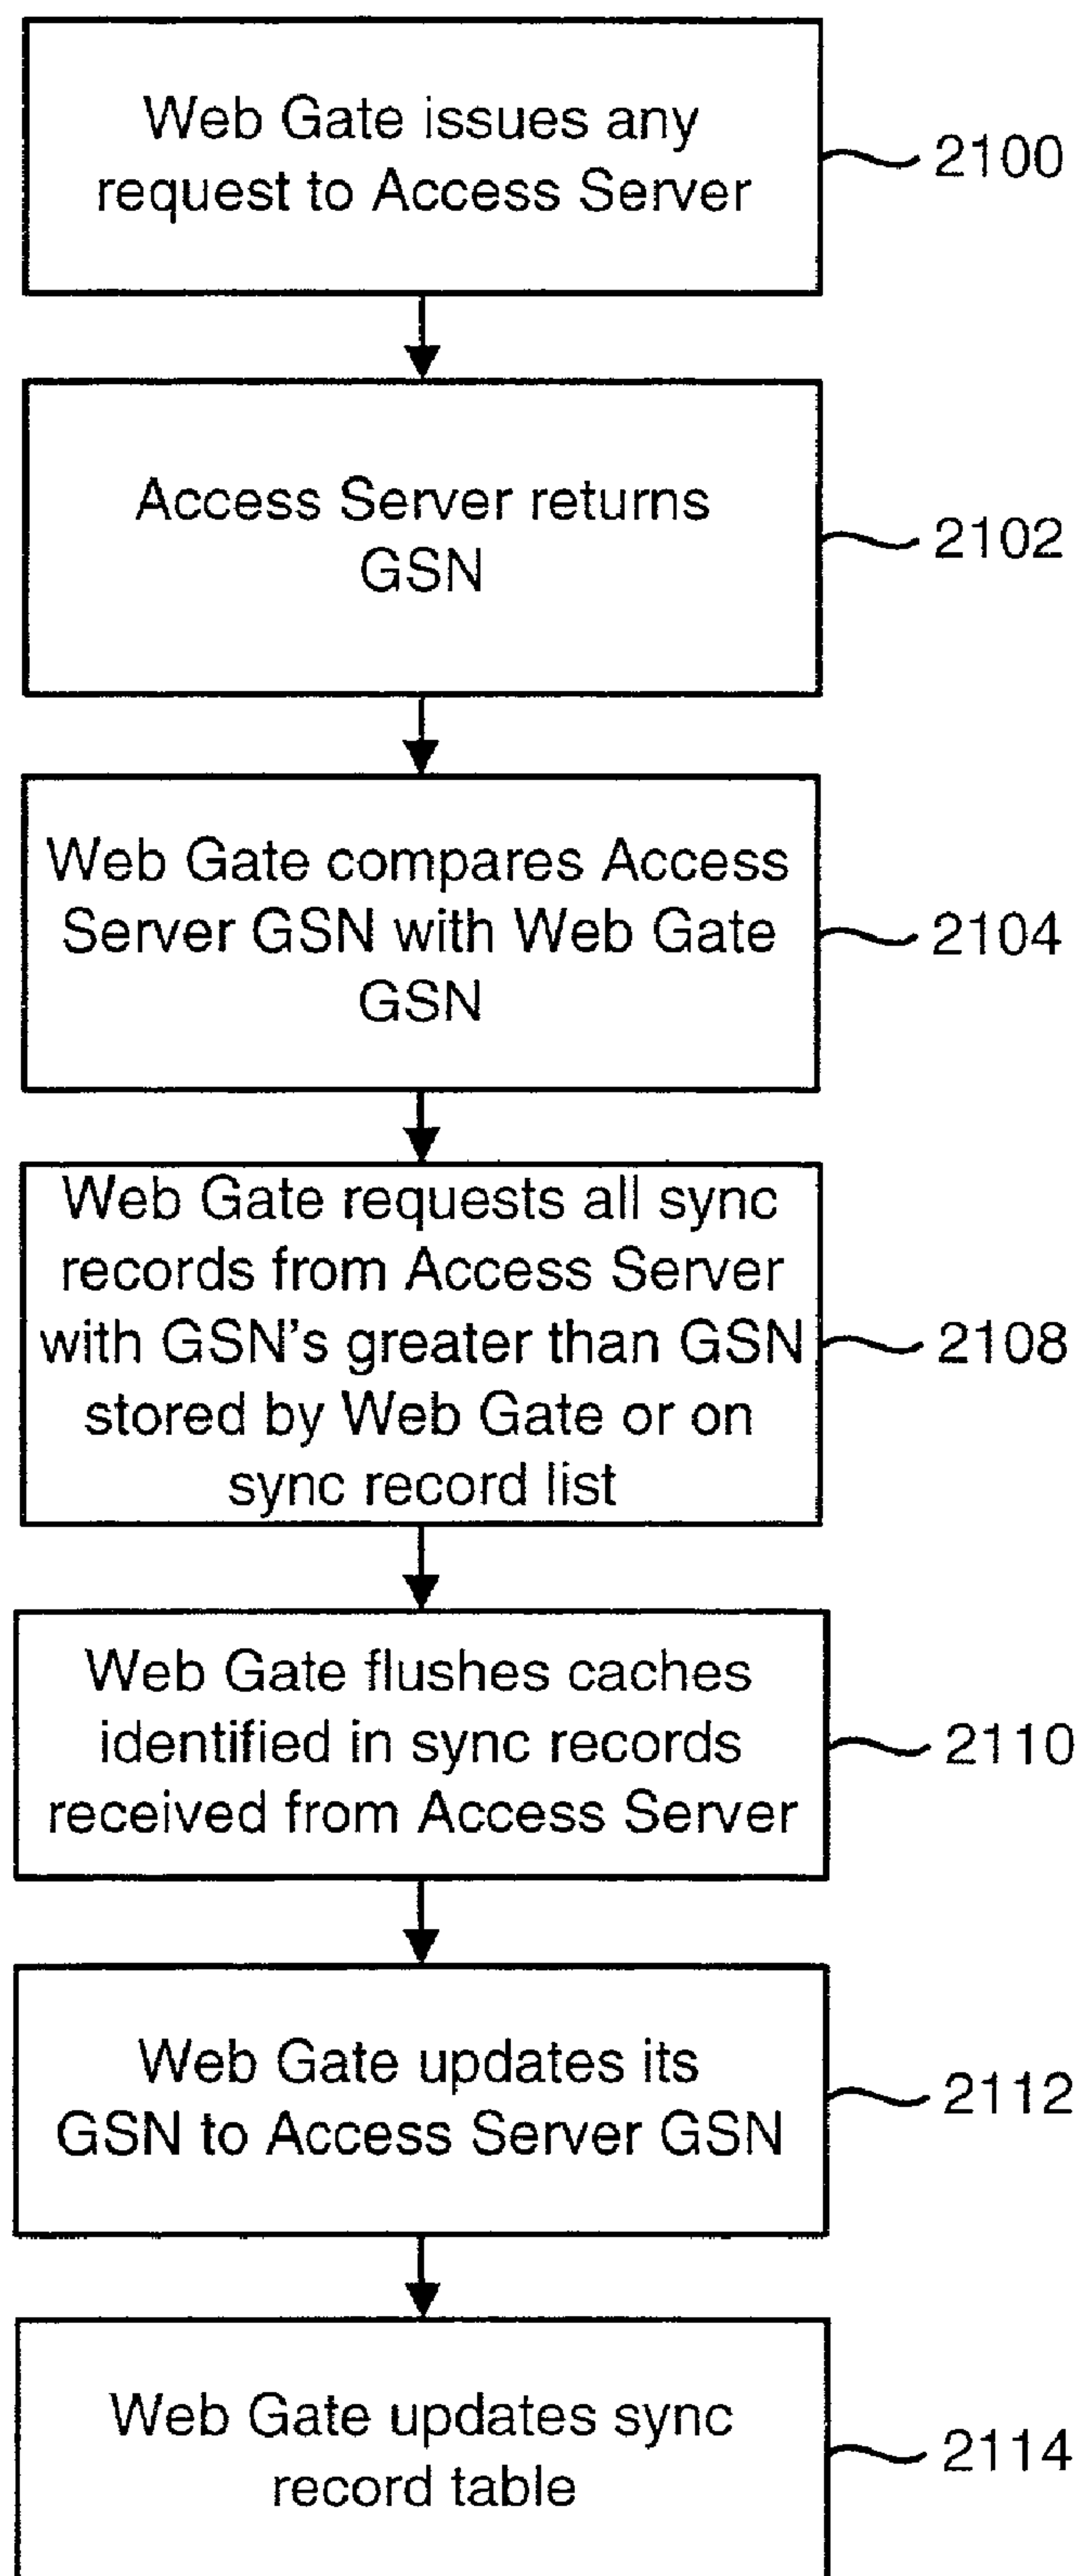 Web Gate issues any
request to Access Server
2100
Access Server returns
GSN
2102
Web Gate compares Access
Server GSN with Web Gate
GSN
2104
Web Gate requests all sync
records from Access Server
with GSN's greater than GSN
stored by Web Gate or on
sync record list
2108
Web Gate flushes caches
identified in sync records
received from Access Server
2110
Web Gate updates its
GSN to Access Server GSN
2112
Web Gate updates sync
record table
2114